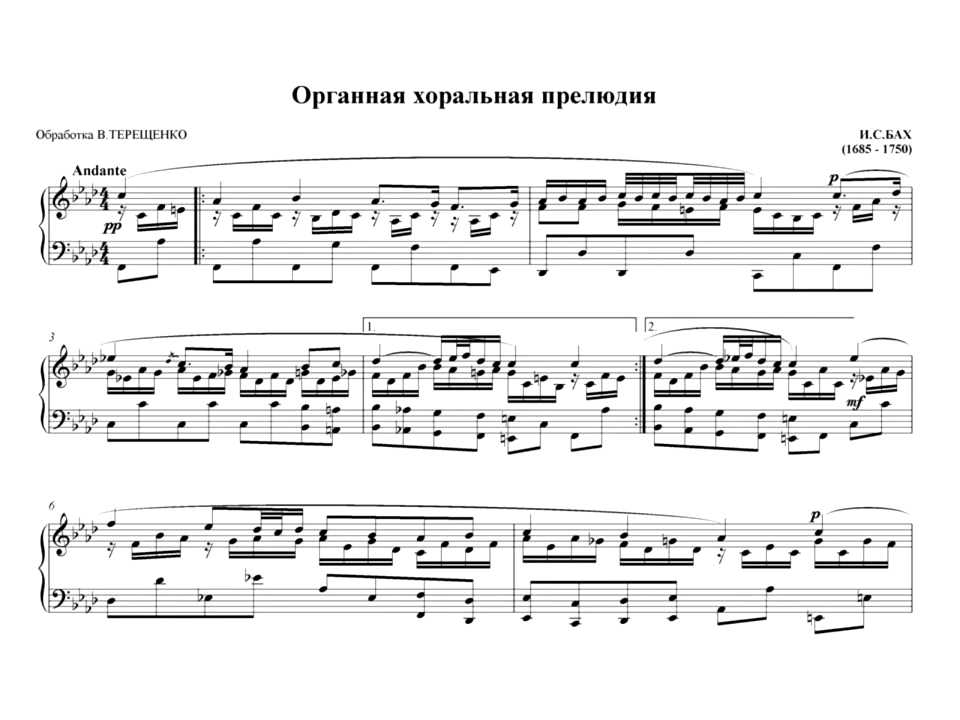 Органная хоральная прелюдия
Обработка В.ТЕРЕЩЕНКО
И.С.БАХ
(1685 - 1750)
Andante
p
pp
3
1.
2.
mf
6
p